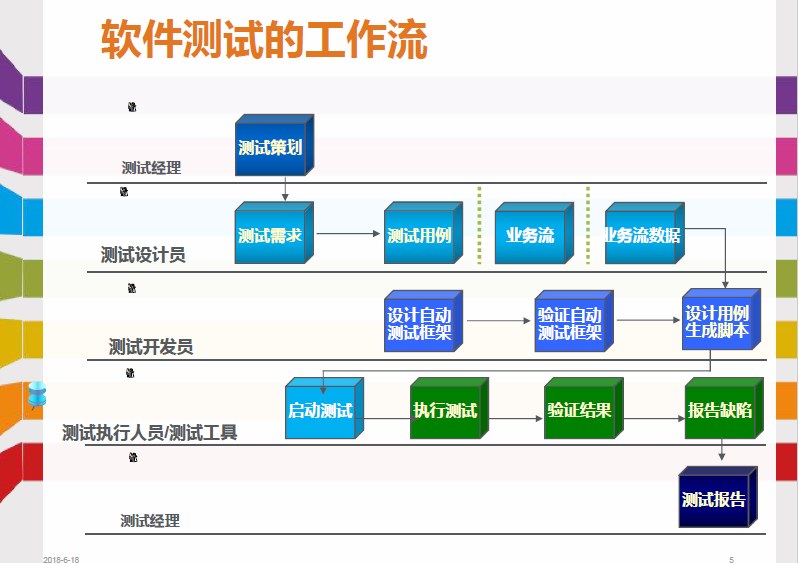 软件测试的工作流
测试策划
测试经理
测试需求
测试用例
业务流
业务流数据
测试设计员
设计自动
测试框架
验证自动
测试框架
设计用例
生成脚本
测试开发员
启动测试
执行测试
验证结果
报告缺陷
测试执行人员/测试工具
测试报告
测试经理
2018-6-18
5